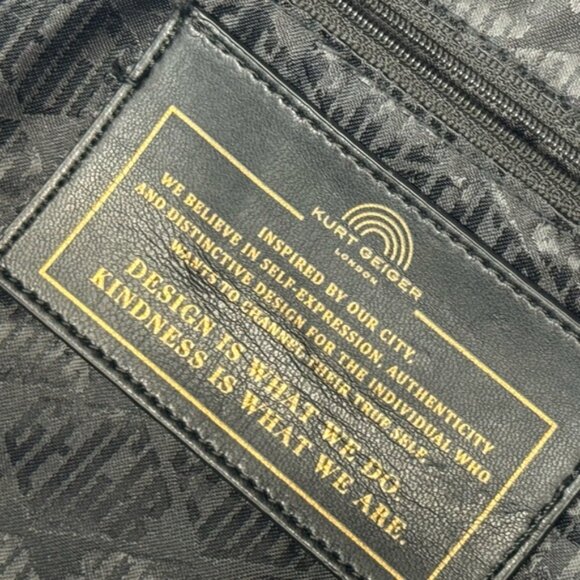 KURT GEIGER
LONDON
INSPIRED BY OUR CITY,
WE BELIEVE IN SELF-EXPRESSION, AUTHENTICITY
AND DISTINCTIVE DESIGN FOR THE INDIVIDUAL WHO
WANTS TO CHANNEL THEIR TRUE SELF.
DESIGN IS WHAT WE DO.
KINDNESS IS WHAT WE ARE.